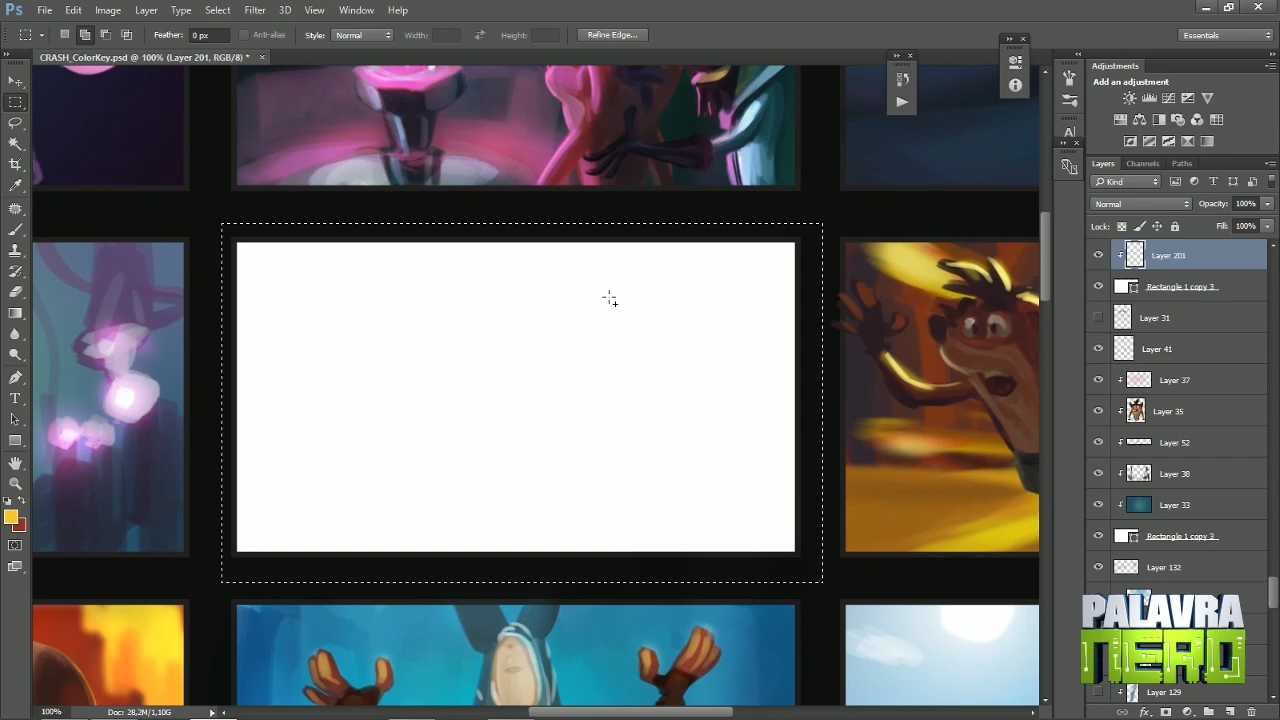 Ps File Edit Image Layer Type Select Filter 3D View Window Help
Feather: 0 px Anti-alias Style: Normal Width: Height: Refine Edge... Essentials
CRASH_ColorKey.psd @ 100% (Layer 201, RGB/8) *
Adjustments
Add an adjustment
Layers Channels Paths
Kind
Normal Opacity: 100%
Lock: Fill: 100%
Layer 201
Rectangle 1 copy 3
Layer 31
Layer 41
Layer 37
Layer 35
Layer 52
Layer 38
Layer 33
Rectangle 1 copy 3
Layer 132
PALAVRA
NERD
Layer 129
100% Doc: 28,2M/1,10G